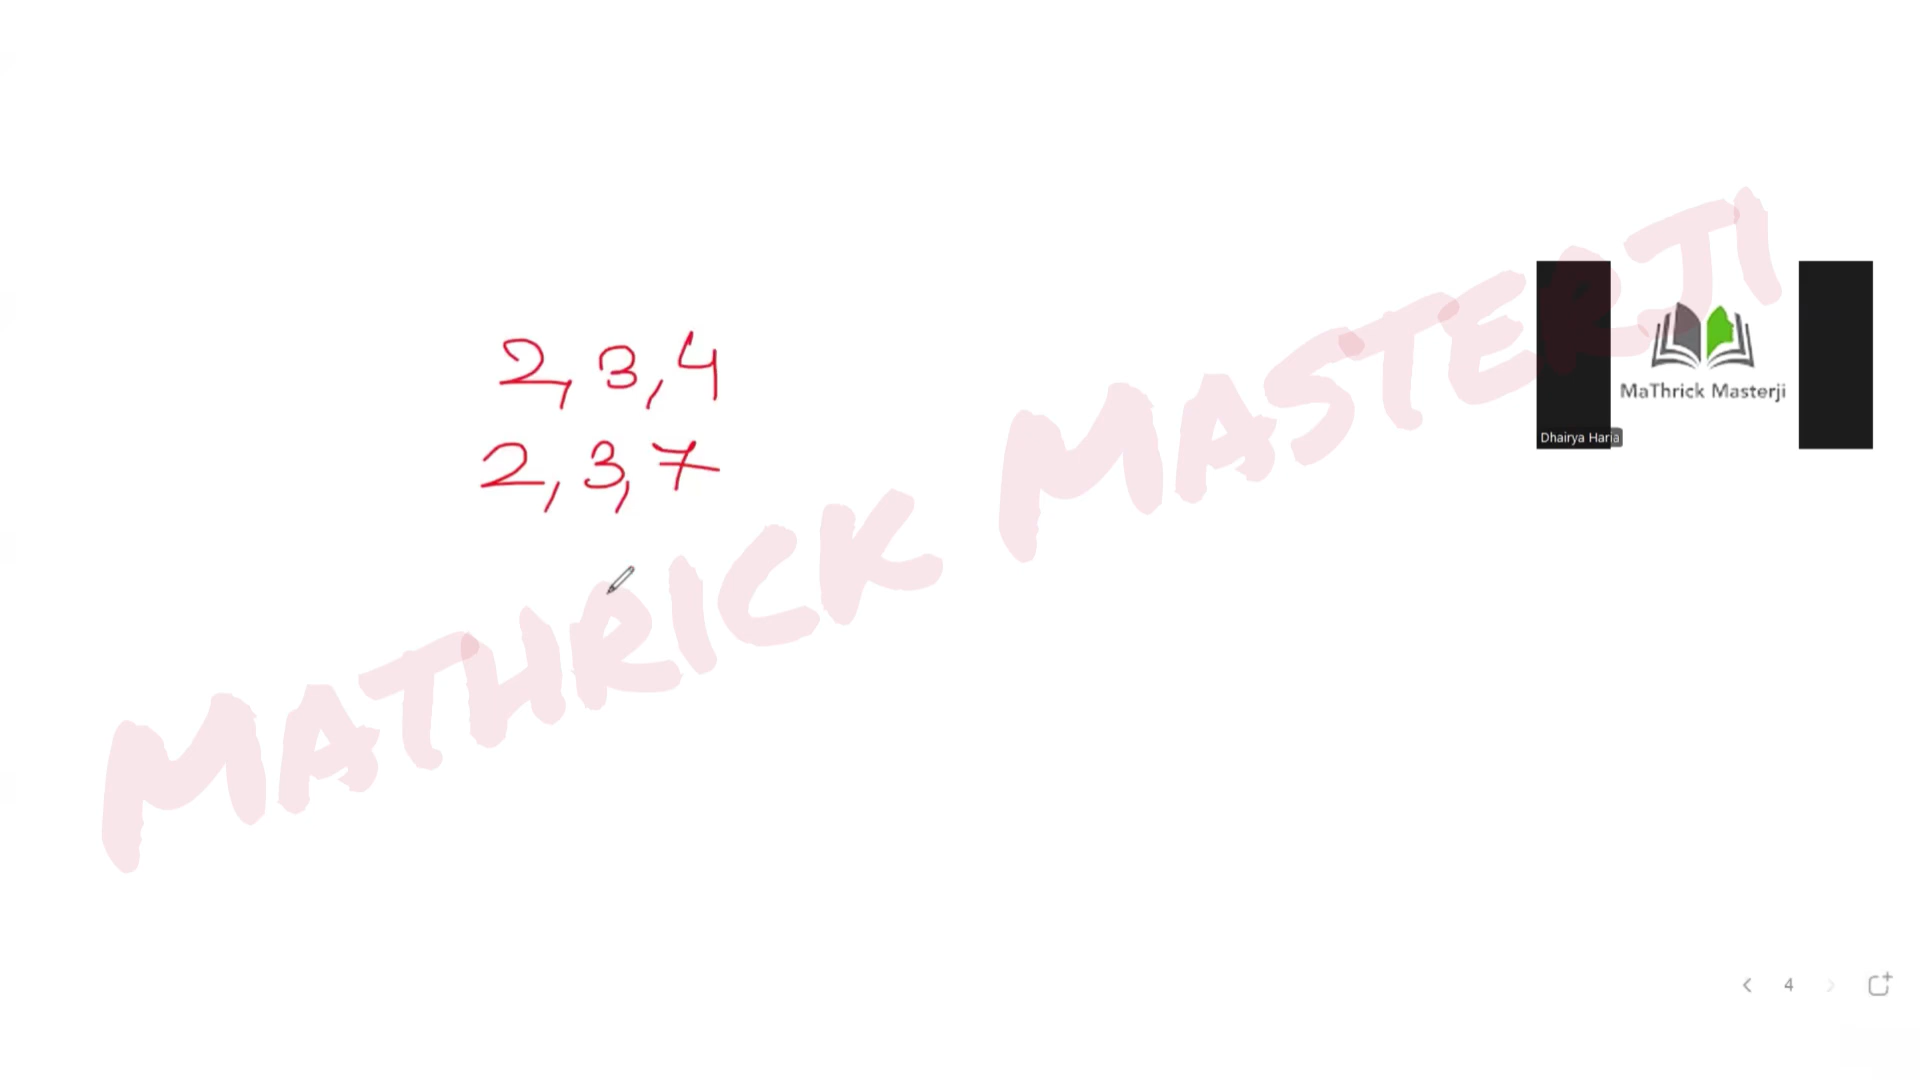 2, 3, 4
2, 3, 7
MATHRICK MASTERJI
MaThrick Masterji
Dhairya Haria
4